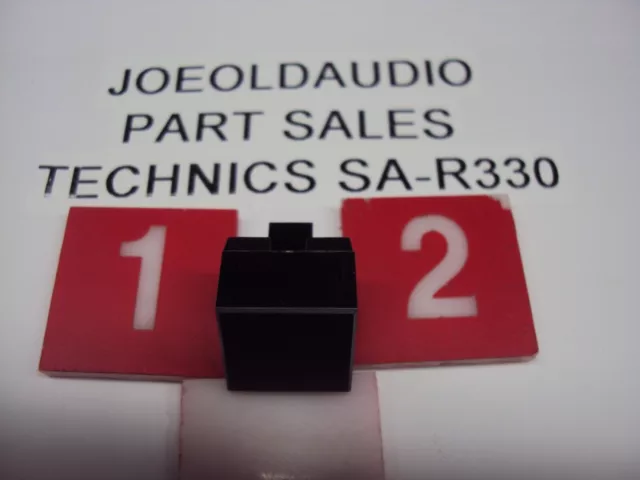 JOEOLDAUDIO
PART SALES
TECHNICS SA-R330
1 2